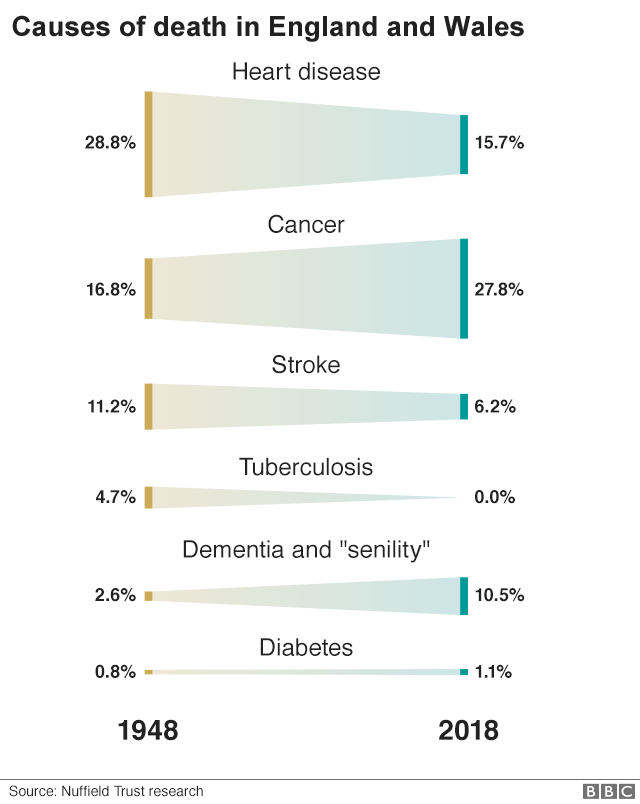 Causes of death in England and Wales
Heart disease
28.8%
15.7%
Cancer
16.8%
27.8%
Stroke
11.2%
6.2%
Tuberculosis
4.7%
0.0%
Dementia and "senility"
2.6%
10.5%
Diabetes
0.8%
1.1%
1948
2018
Source: Nuffield Trust research
BBC